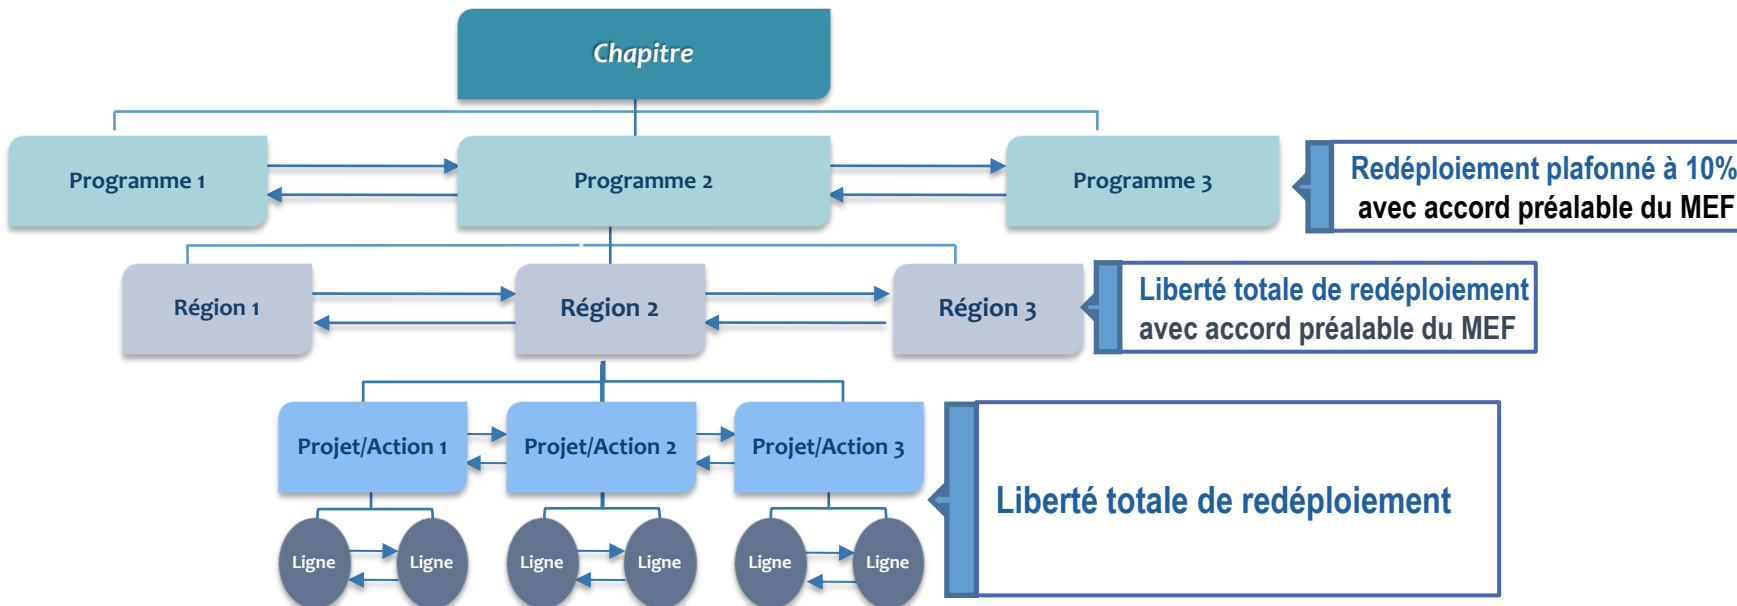 Chapitre
Programme 1
Programme 2
Programme 3
Redéploiement plafonné à 10%
avec accord préalable du MEF
Région 1
Région 2
Région 3
Liberté totale de redéploiement
avec accord préalable du MEF
Projet/Action 1
Projet/Action 2
Projet/Action 3
Liberté totale de redéploiement
Ligne
Ligne
Ligne
Ligne
Ligne
Ligne